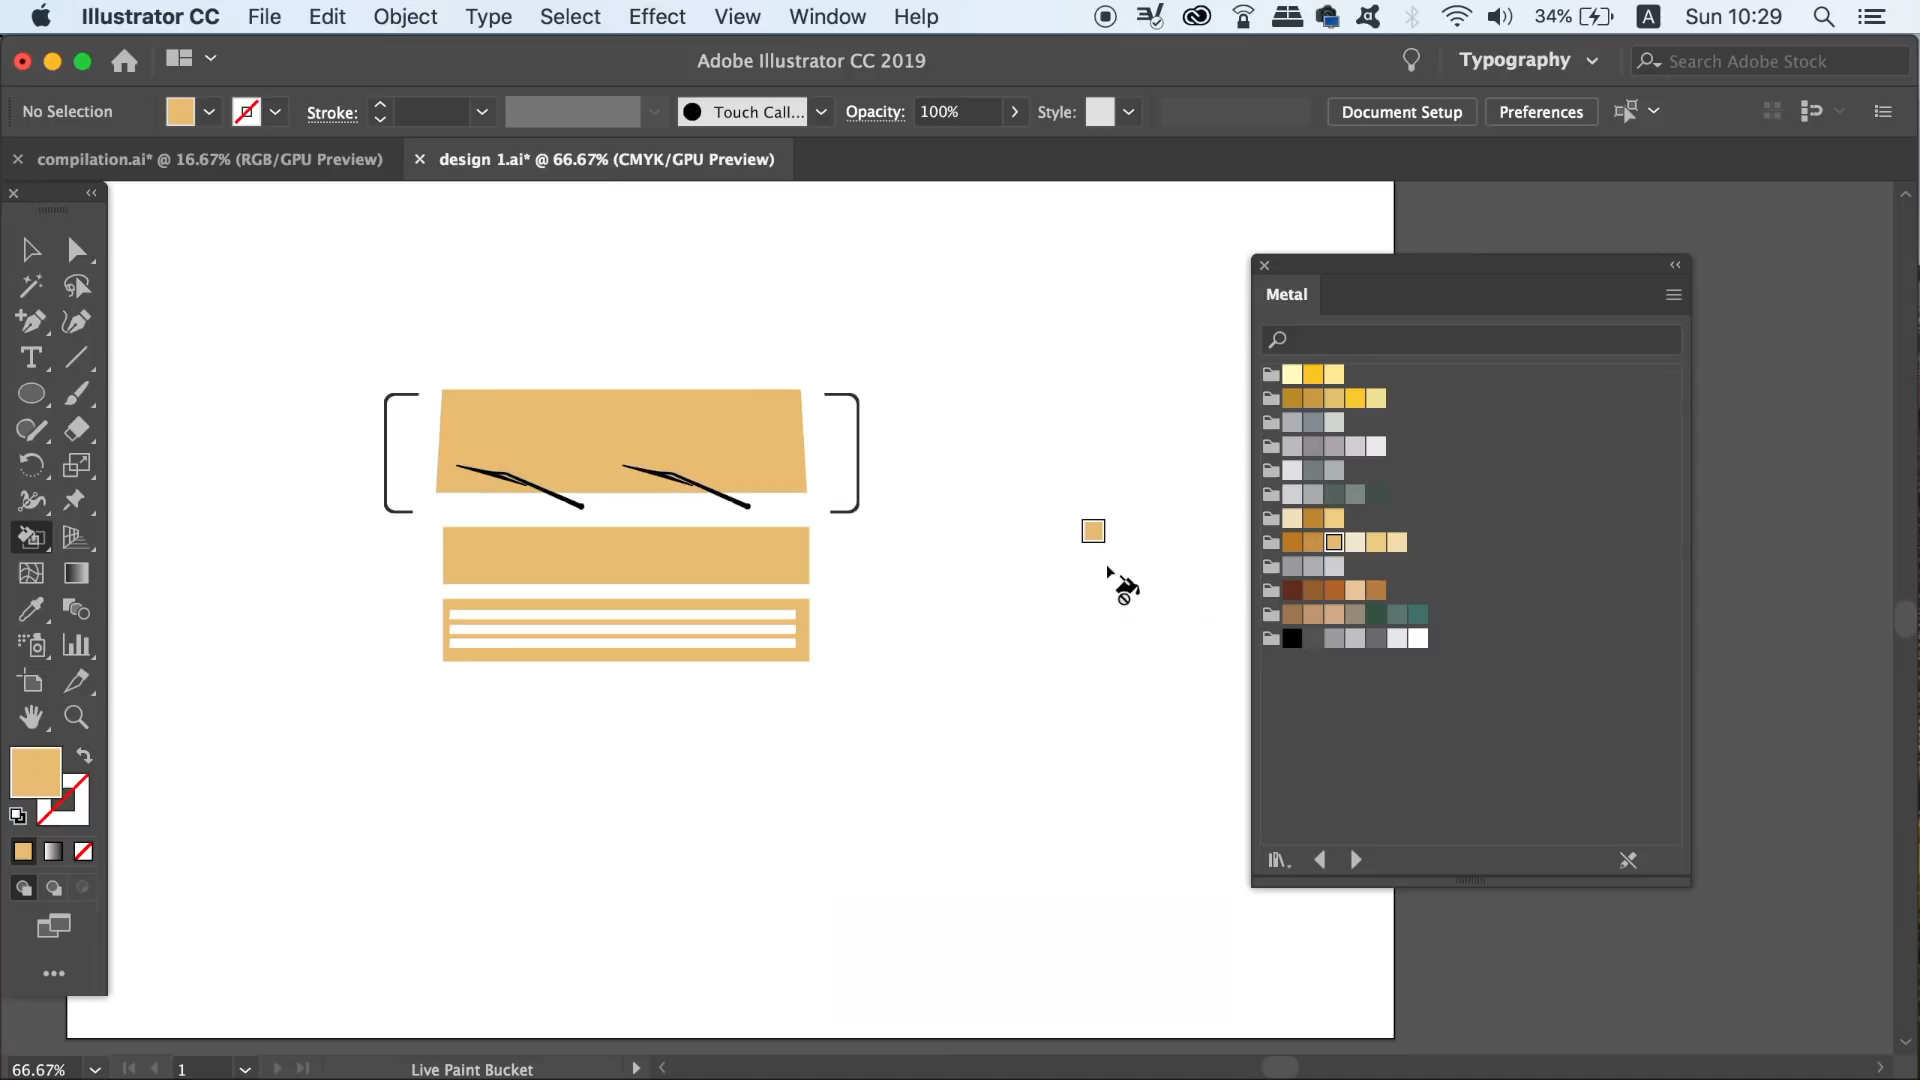 Illustrator CC File Edit Object Type Select Effect View Window Help 34% A Sun 10:29
Adobe Illustrator CC 2019 Typography Search Adobe Stock
No Selection Stroke: Touch Call... Opacity: 100% Style: Document Setup Preferences
compilation.ai* @ 16.67% (RGB/GPU Preview) design 1.ai* @ 66.67% (CMYK/GPU Preview)
Metal
66.67% 1 Live Paint Bucket